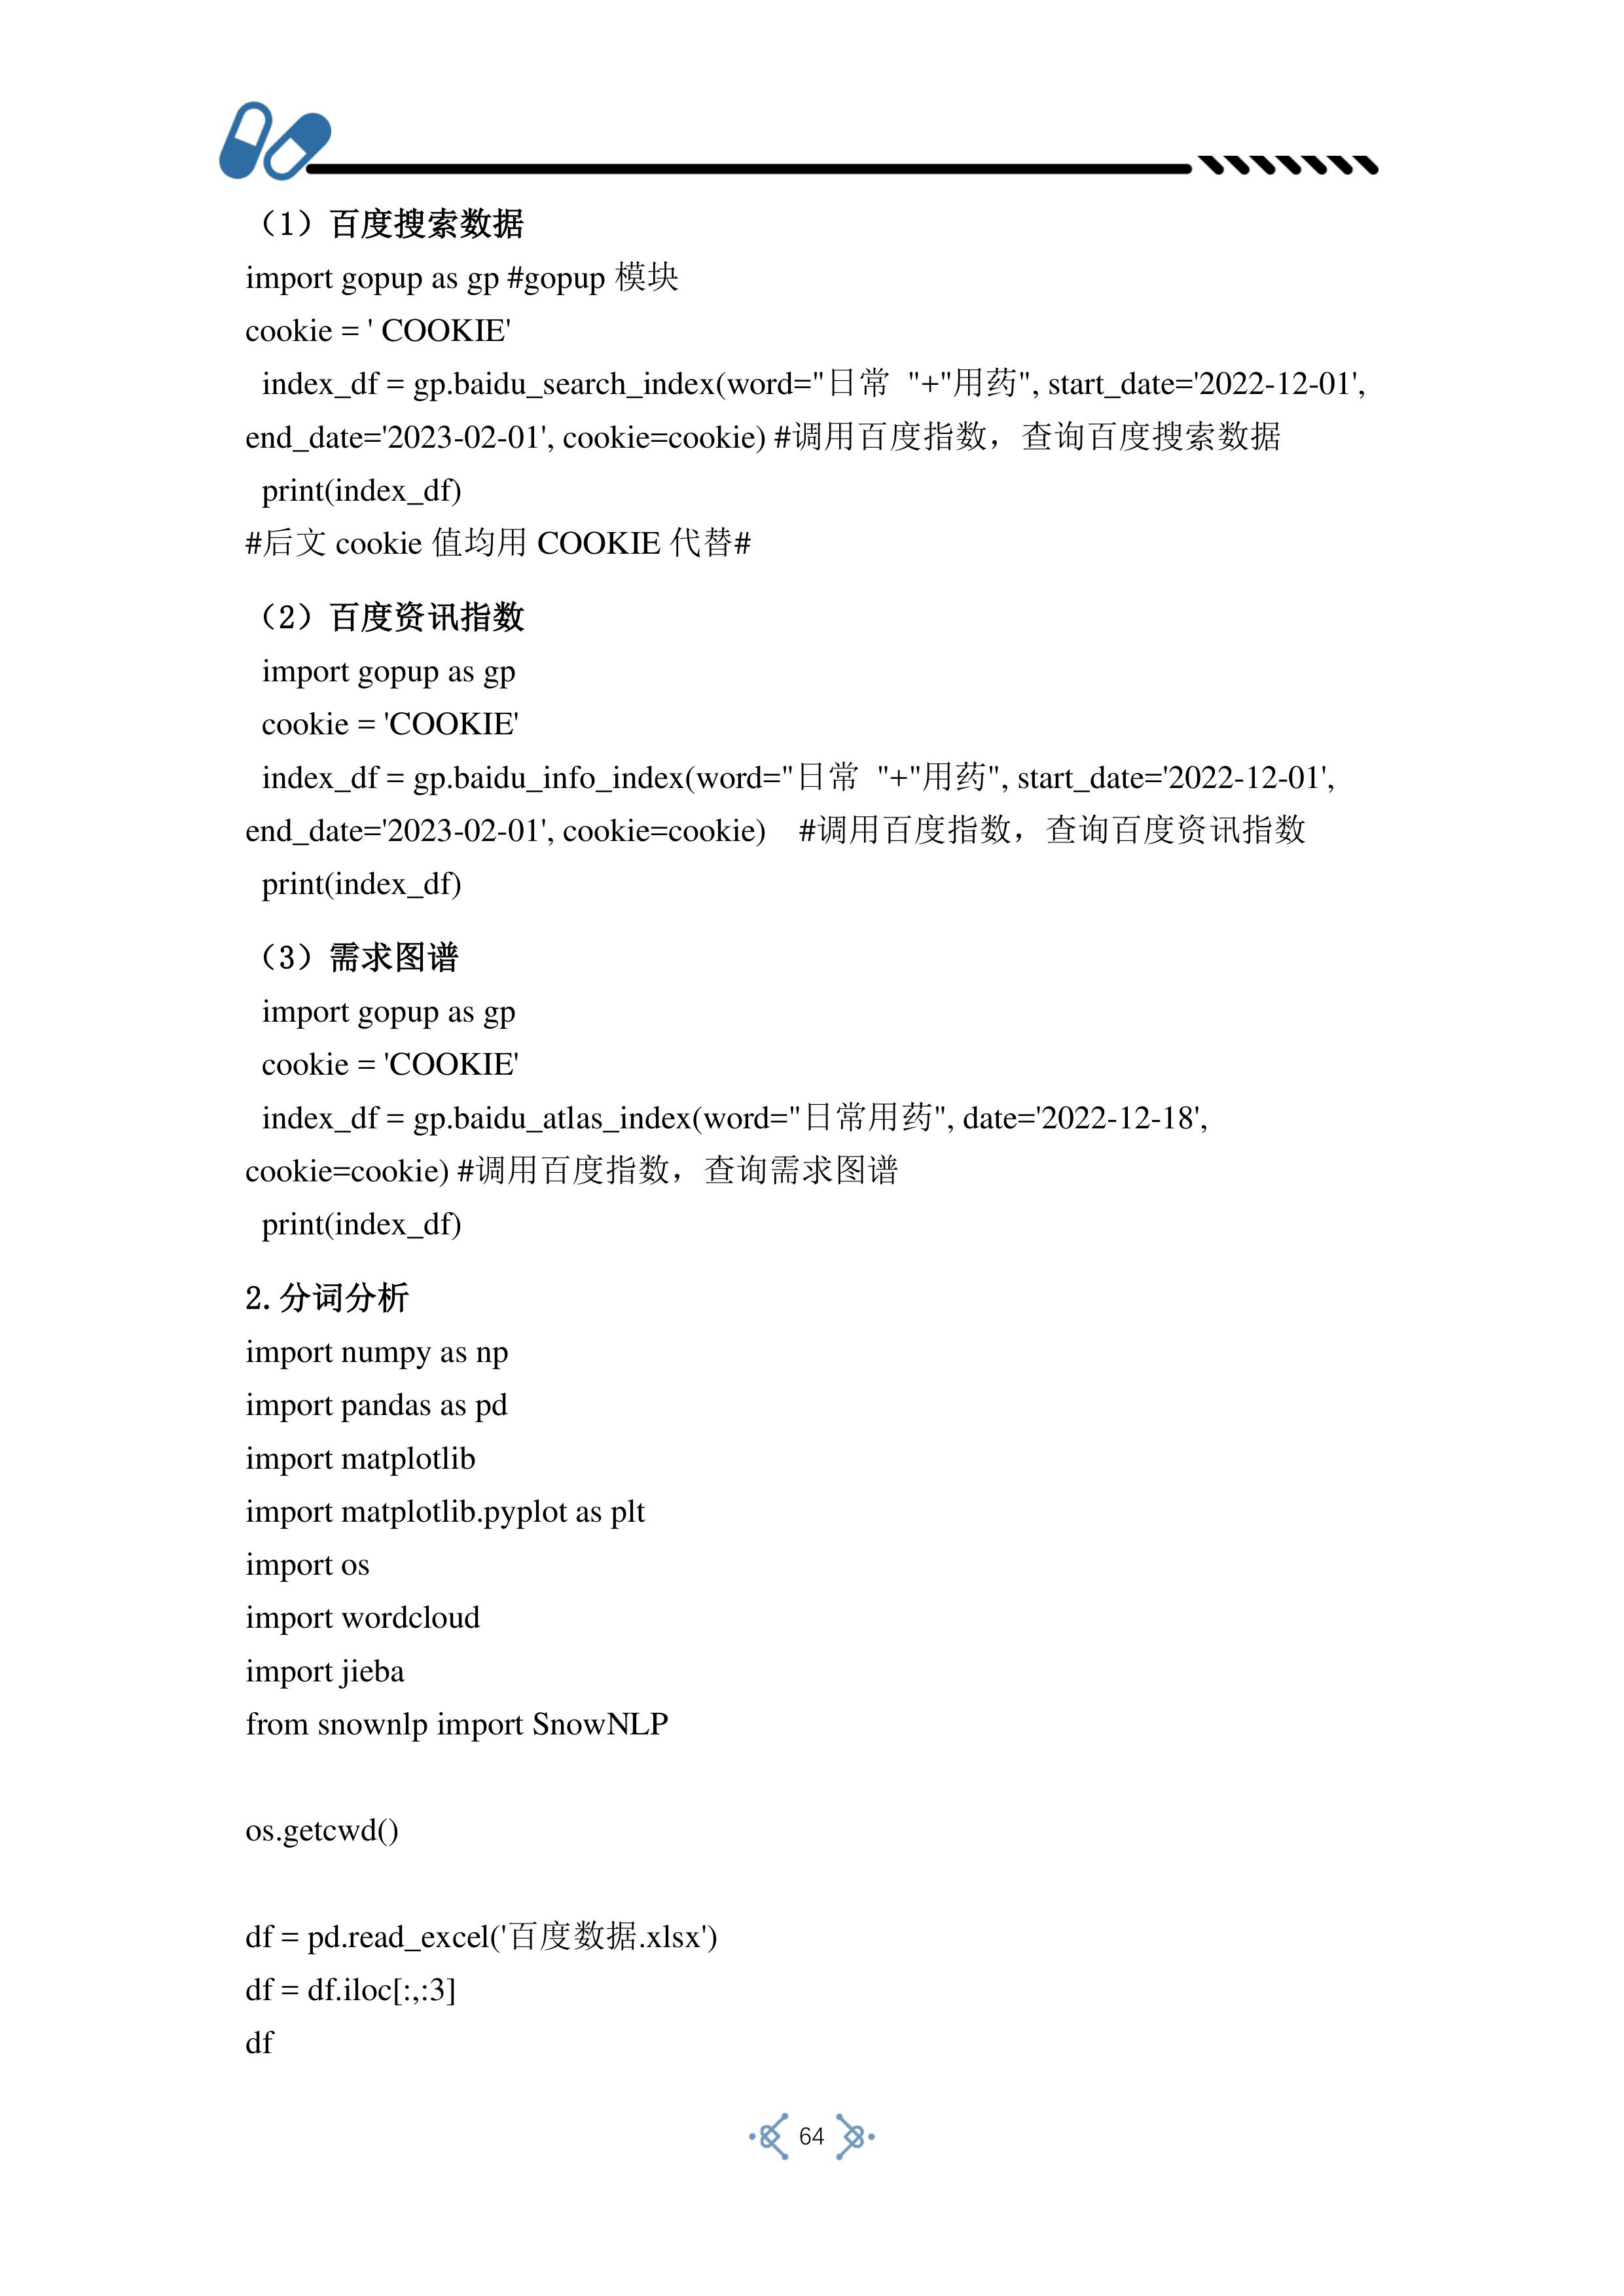 （1）百度搜索数据
import gopup as gp #gopup 模块
cookie = ' COOKIE'
index_df = gp.baidu_search_index(word="日常 "+"用药", start_date='2022-12-01',
end_date='2023-02-01', cookie=cookie) #调用百度指数，查询百度搜索数据
print(index_df)
#后文 cookie 值均用 COOKIE 代替#
（2）百度资讯指数
import gopup as gp
cookie = 'COOKIE'
index_df = gp.baidu_info_index(word="日常 "+"用药", start_date='2022-12-01',
end_date='2023-02-01', cookie=cookie) #调用百度指数，查询百度资讯指数
print(index_df)
（3）需求图谱
import gopup as gp
cookie = 'COOKIE'
index_df = gp.baidu_atlas_index(word="日常用药", date='2022-12-18',
cookie=cookie) #调用百度指数，查询需求图谱
print(index_df)
2.分词分析
import numpy as np
import pandas as pd
import matplotlib
import matplotlib.pyplot as plt
import os
import wordcloud
import jieba
from snownlp import SnowNLP
os.getcwd()
df = pd.read_excel('百度数据.xlsx')
df = df.iloc[:,:3]
df
64